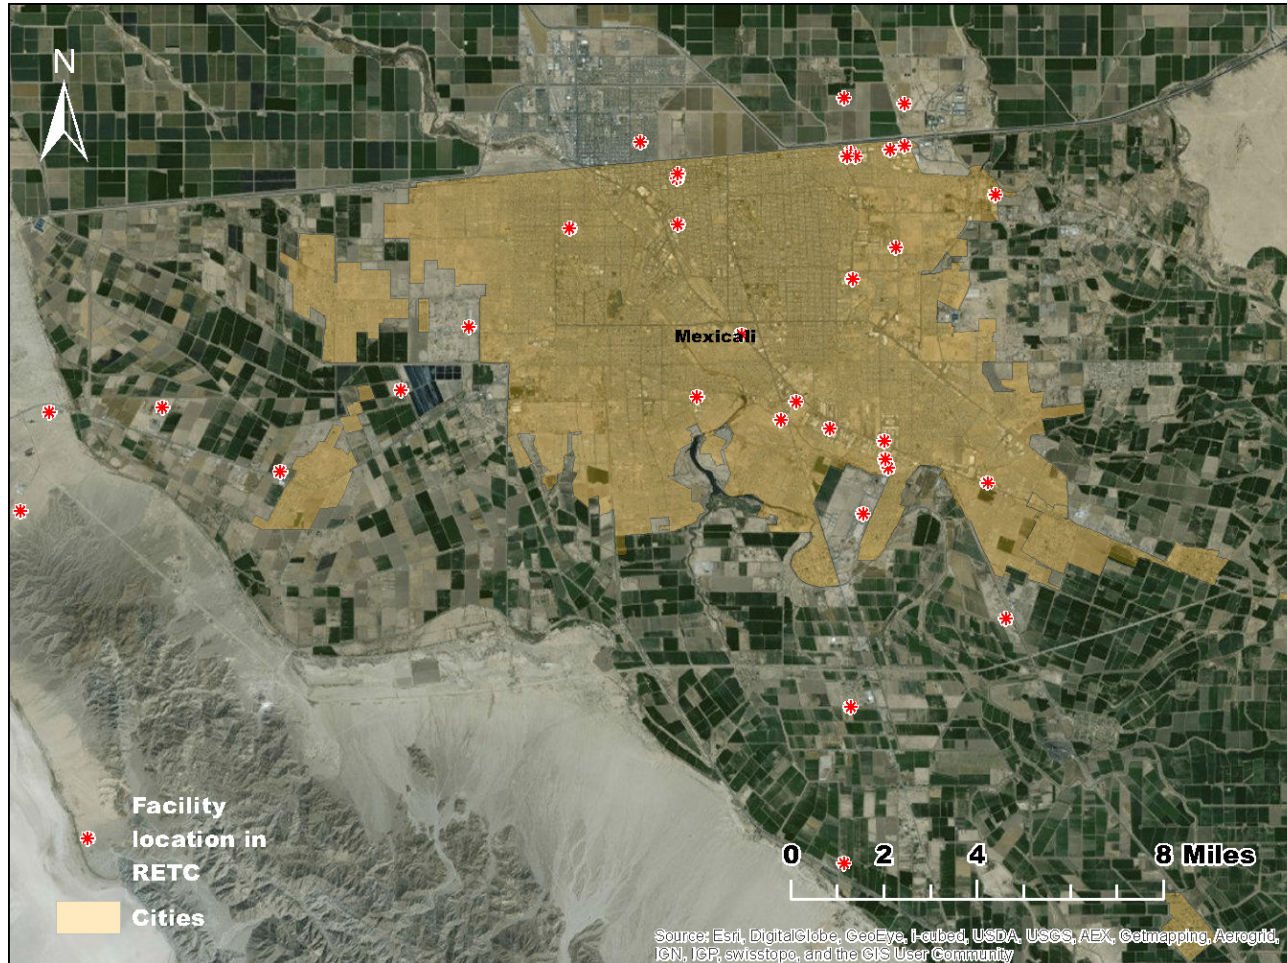 N
Mexicali
Facility
location in
RETC
Cities
0 2 4 8 Miles
Source: Esri, DigitalGlobe, GeoEye, i-cubed, USDA, USGS, AEX, Getmapping, Aerogrid,
IGN, IGP, swisstopo, and the GIS User Community